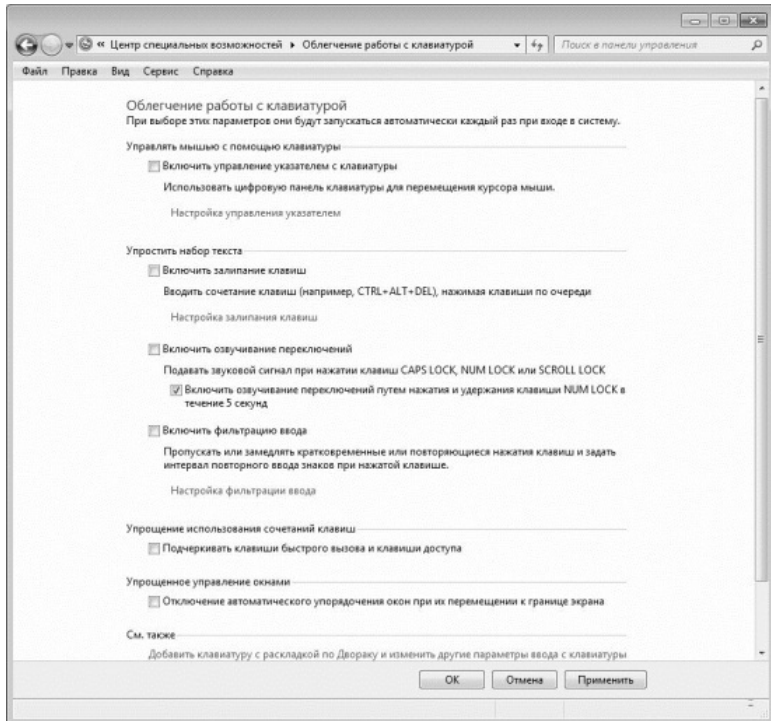 « Центр специальных возможностей ▸ Облегчение работы с клавиатурой
Поиск в панели управления
Файл Правка Вид Сервис Справка
Облегчение работы с клавиатурой
При выборе этих параметров они будут запускаться автоматически каждый раз при входе в систему.
Управлять мышью с помощью клавиатуры
Включить управление указателем с клавиатуры
Использовать цифровую панель клавиатуры для перемещения курсора мыши.
Настройка управления указателем
Упростить набор текста
Включить залипание клавиш
Вводить сочетание клавиш (например, CTRL+ALT+DEL), нажимая клавиши по очереди
Настройка залипания клавиш
Включить озвучивание переключений
Подавать звуковой сигнал при нажатии клавиш CAPS LOCK, NUM LOCK или SCROLL LOCK
Включить озвучивание переключений путем нажатия и удержания клавиши NUM LOCK в
течение 5 секунд
Включить фильтрацию ввода
Пропускать или замедлять кратковременные или повторяющиеся нажатия клавиш и задать
интервал повторного ввода знаков при нажатой клавише.
Настройка фильтрации ввода
Упрощение использования сочетаний клавиш
Подчеркивать клавиши быстрого вызова и клавиши доступа
Упрощенное управление окнами
Отключение автоматического упорядочения окон при их перемещении к границе экрана
См. также
Добавить клавиатуру с раскладкой по Двораку и изменить другие параметры ввода с клавиатуры
ОК Отмена Применить